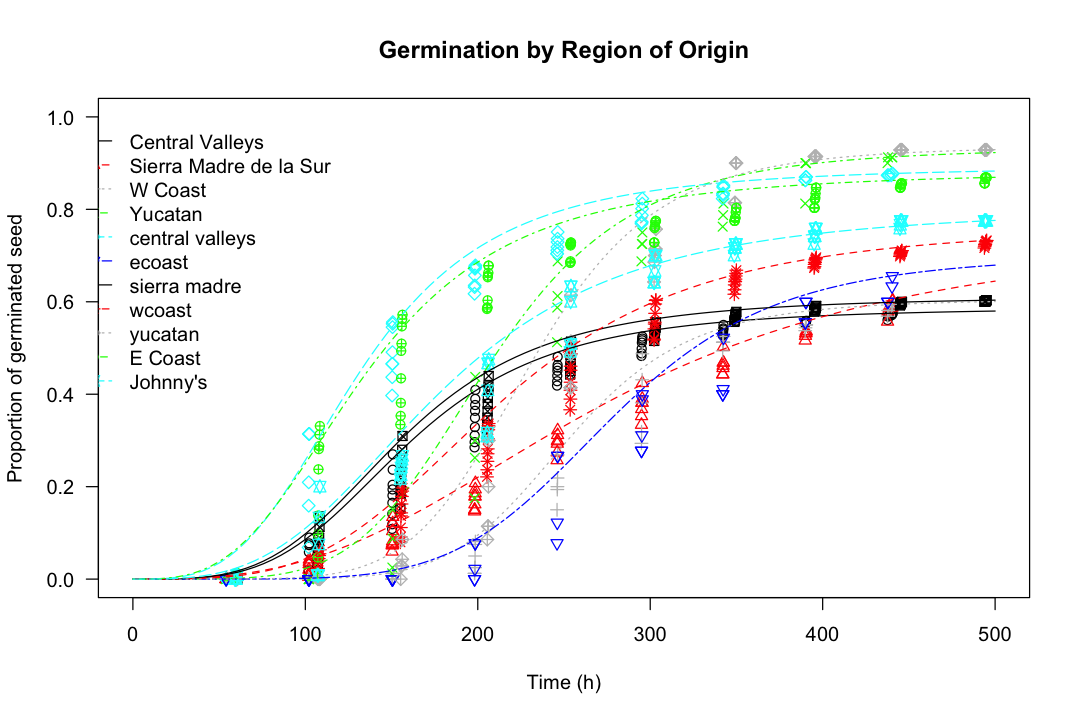 Germination by Region of Origin
1.0
0.8
0.6
0.4
0.2
0.0
Proportion of germinated seed
Central Valleys
Sierra Madre de la Sur
W Coast
Yucatan
central valleys
ecoast
sierra madre
wcoast
yucatan
E Coast
Johnny's
0 100 200 300 400 500
Time (h)